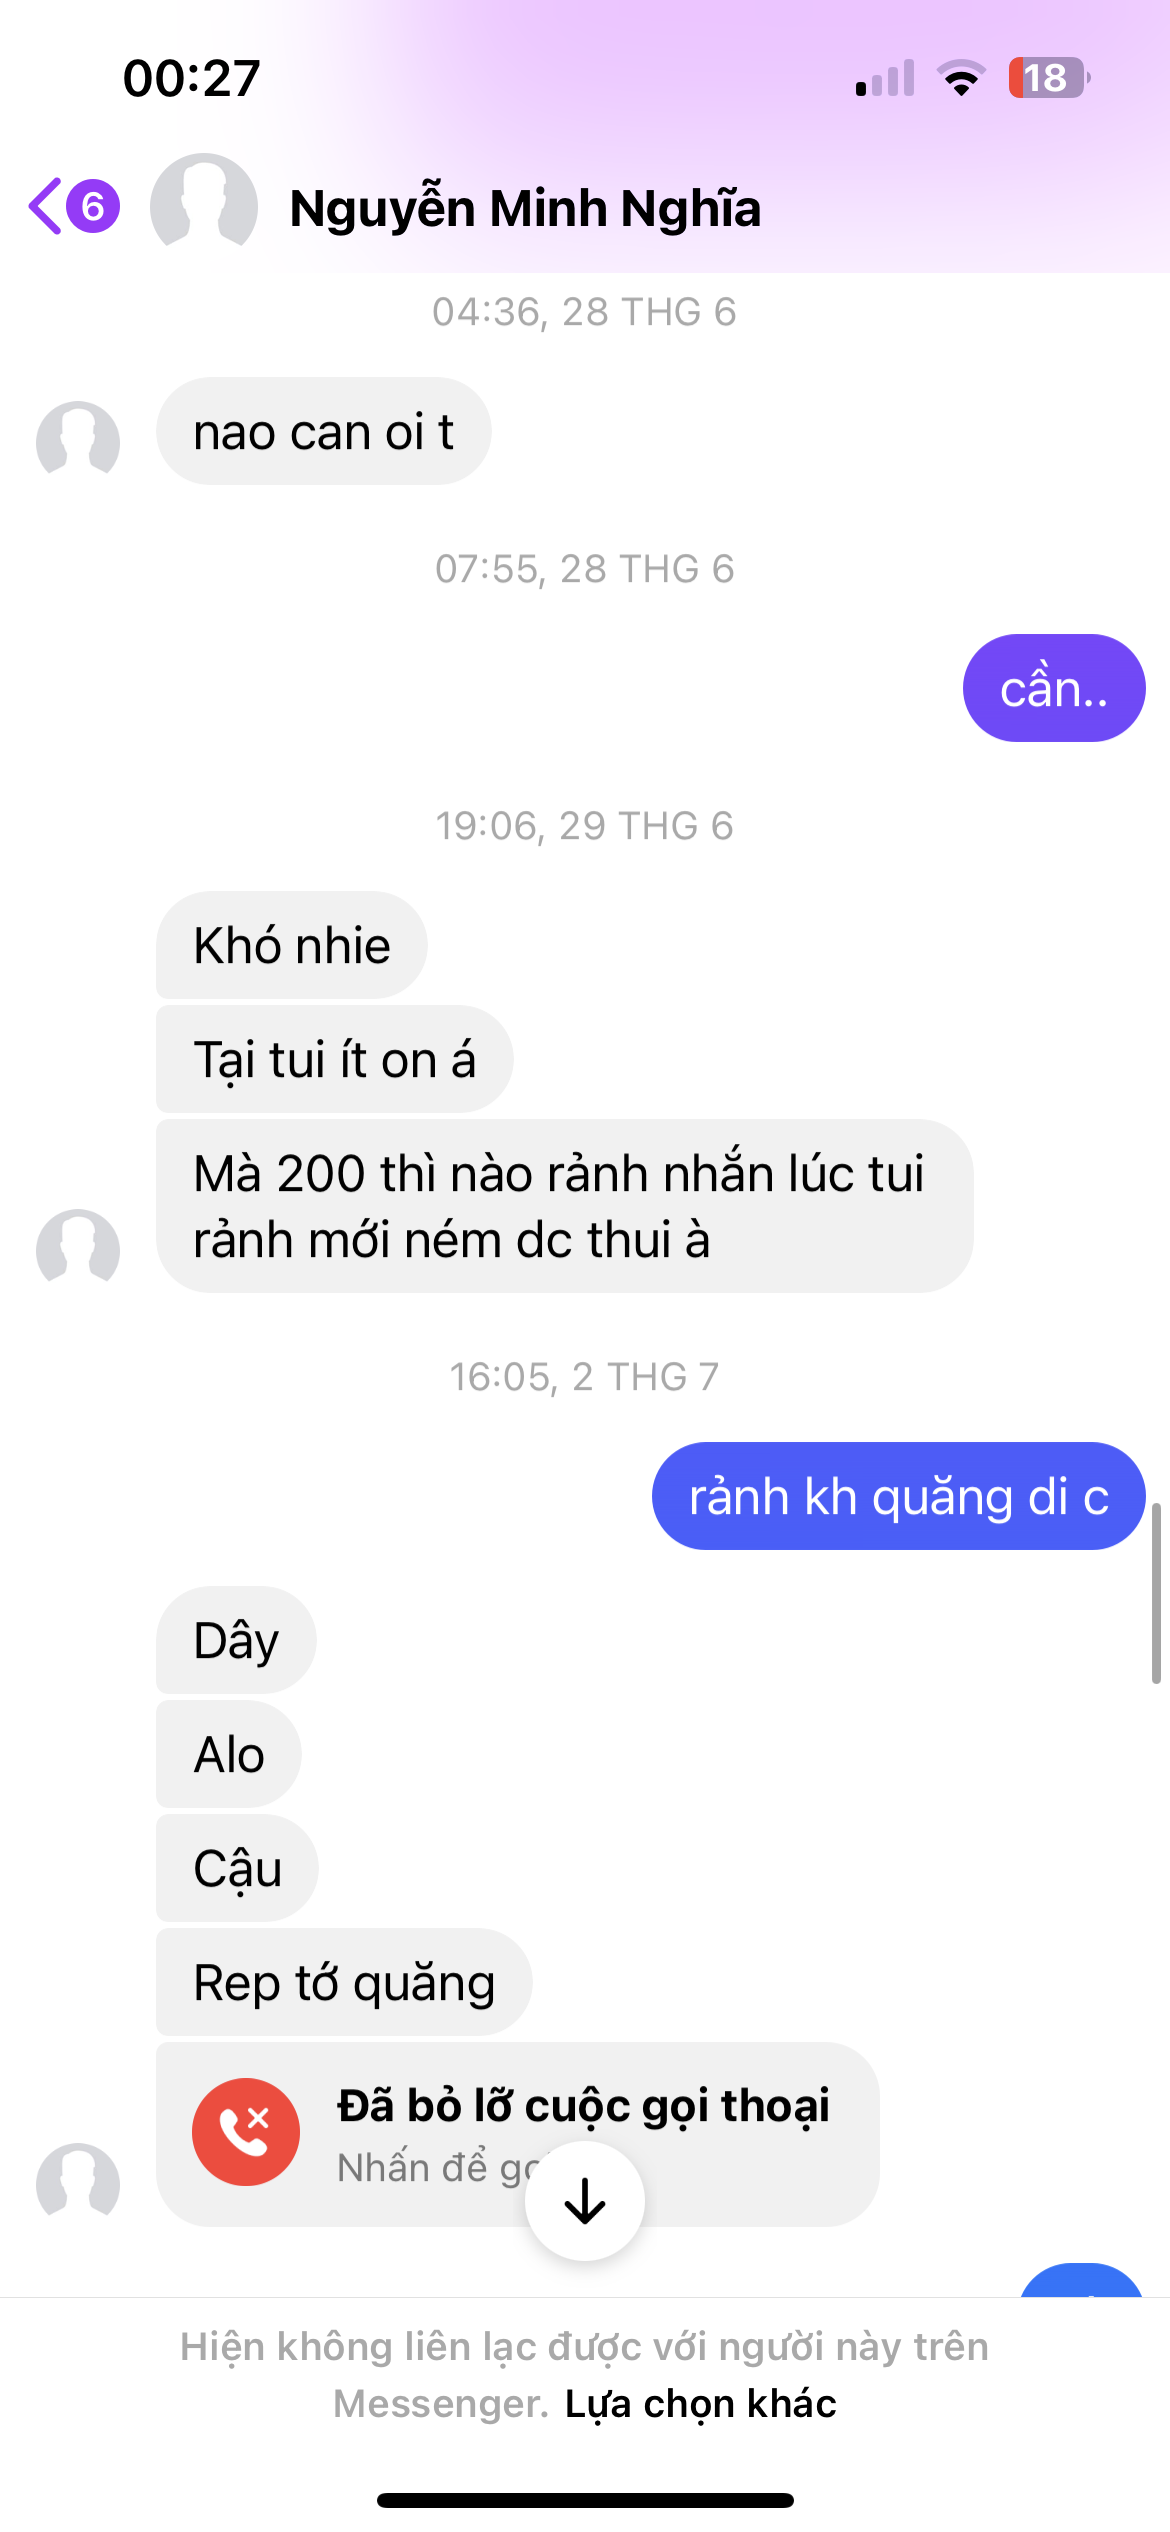 00:27
18
6
Nguyễn Minh Nghĩa
04:36, 28 THG 6
nao can oi t
07:55, 28 THG 6
cần..
19:06, 29 THG 6
Khó nhie
Tại tui ít on á
Mà 200 thì nào rảnh nhắn lúc tui
rảnh mới ném dc thui à
16:05, 2 THG 7
rảnh kh quăng di c
Dây
Alo
Cậu
Rep tớ quăng
Đã bỏ lỡ cuộc gọi thoại
Nhấn để
Hiện không liên lạc được với người này trên
Messenger. Lựa chọn khác